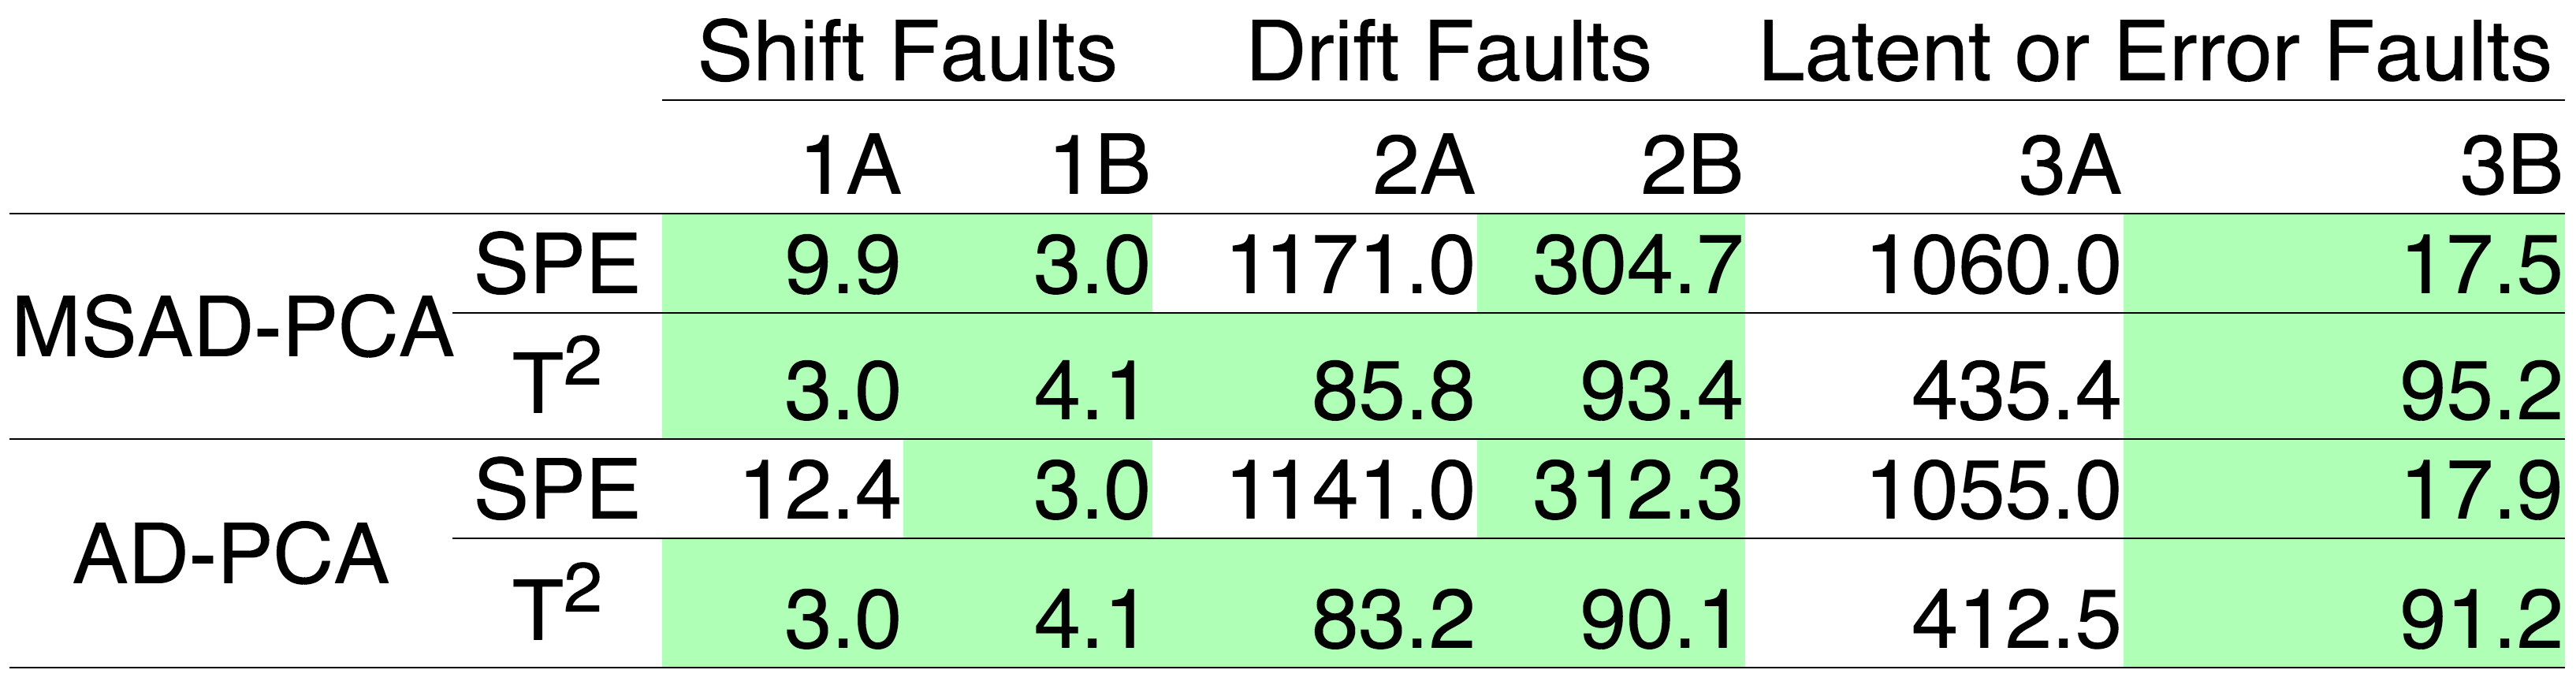 Shift Faults Drift Faults Latent or Error Faults
1A 1B 2A 2B 3A 3B
MSAD-PCA SPE 9.9 3.0 1171.0 304.7 1060.0 17.5
T² 3.0 4.1 85.8 93.4 435.4 95.2
AD-PCA SPE 12.4 3.0 1141.0 312.3 1055.0 17.9
T² 3.0 4.1 83.2 90.1 412.5 91.2